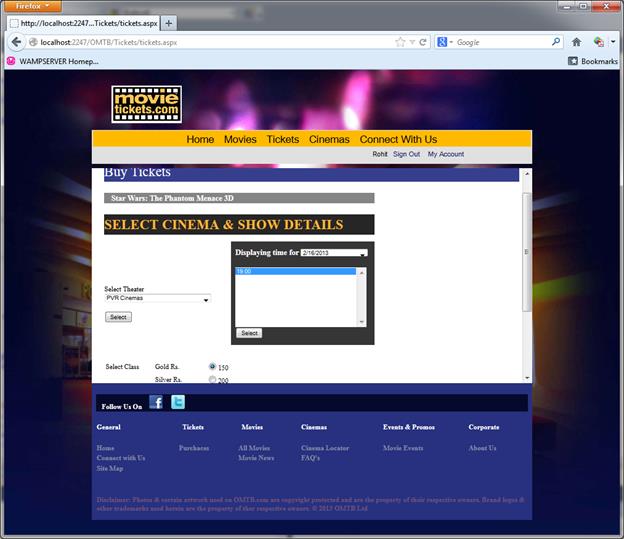 Firefox
http://localhost:2247...Tickets/tickets.aspx
localhost:2247/OMTB/Tickets/tickets.aspx
Google
WAMPSERVER Homep...
Bookmarks
movie
tickets.com
Home Movies Tickets Cinemas Connect With Us
Rohit Sign Out My Account
Buy Tickets
Star Wars: The Phantom Menace 3D
SELECT CINEMA & SHOW DETAILS
Displaying time for 2/16/2013
19:00
Select Theater
PVR Cinemas
Select
Select
Select Class Gold Rs. 150
Silver Rs. 200
Follow Us On
General Tickets Movies Cinemas Events & Promos Corporate
Home Purchaces All Movies Cinema Locator Movie Events About Us
Connect with Us Movie News FAQ's
Site Map
Disclaimer: Photos & certain artwork used on OMTB.com are copyright protected and are the property of their respective owners. Brand logos &
other trademarks used herein are the property of ther respective owners. © 2013 OMTB Ltd